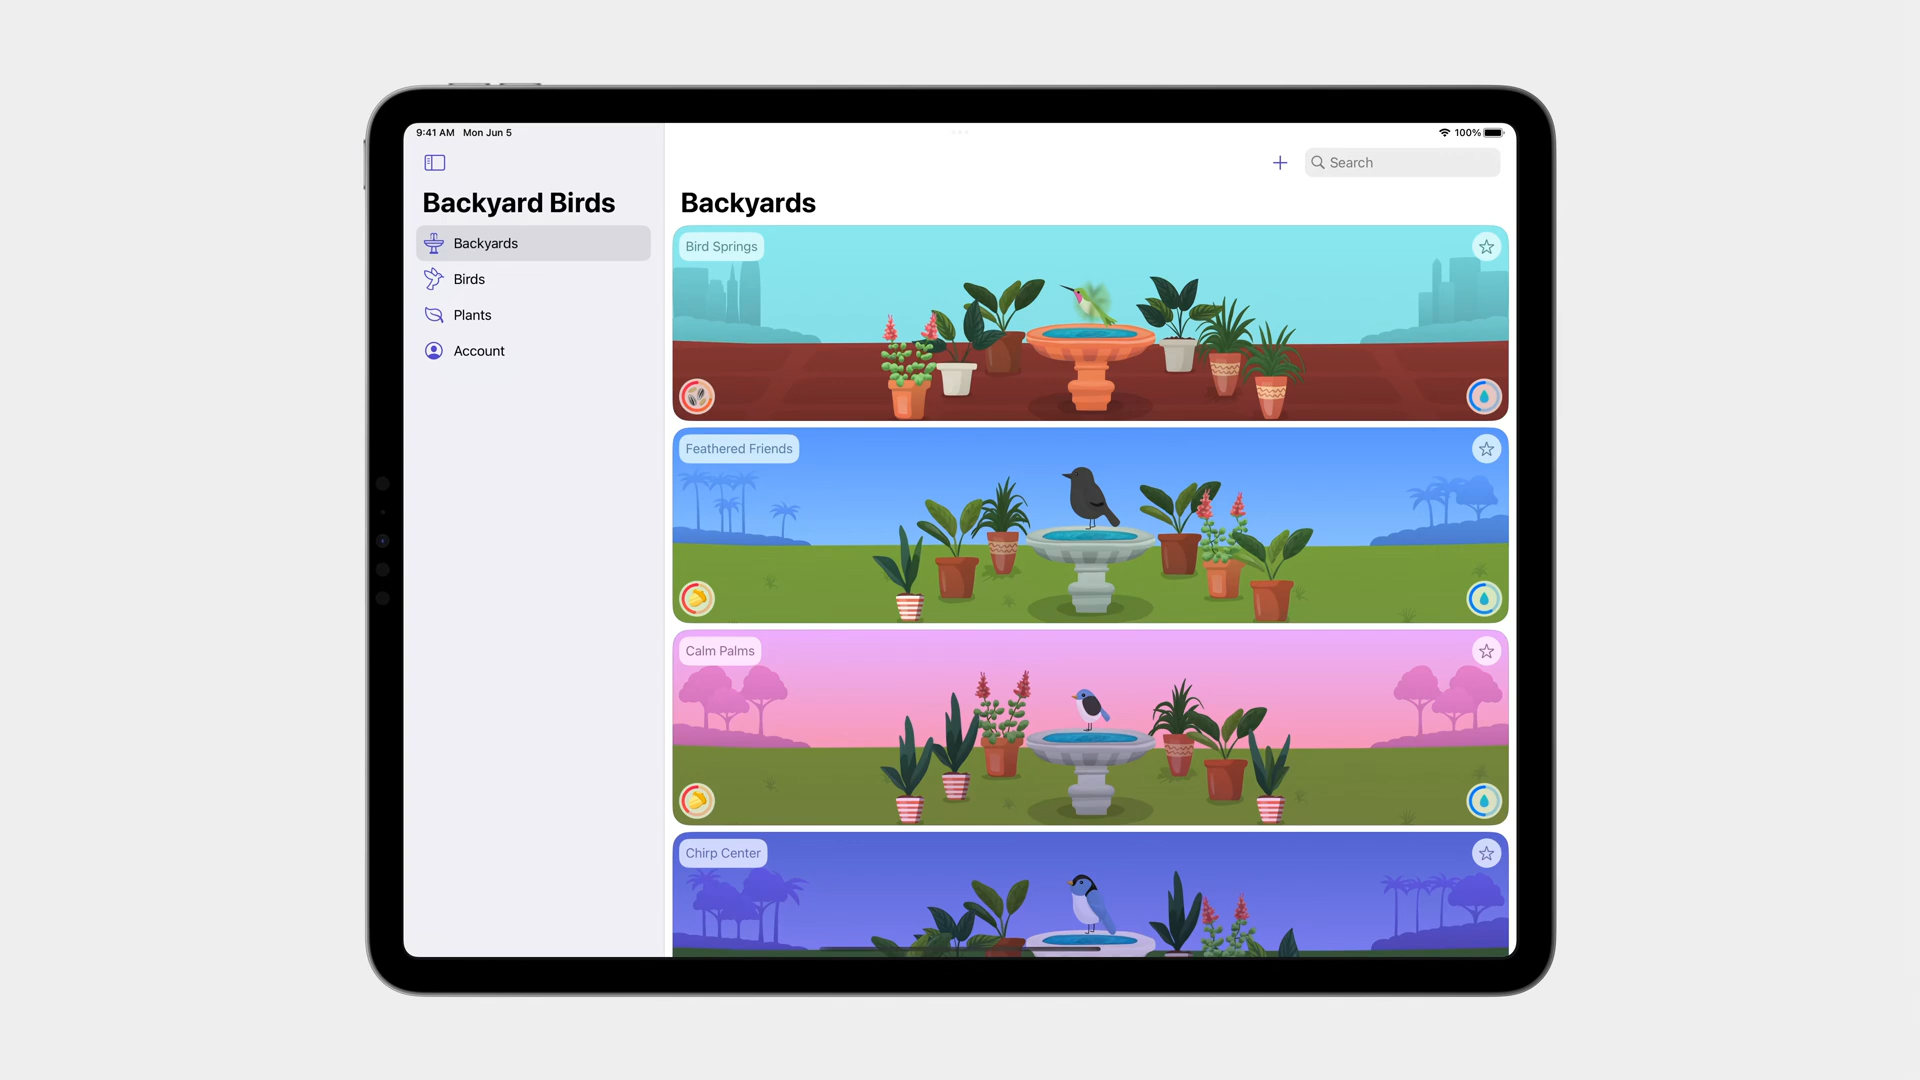 9:41 AM Mon Jun 5
100%
Search
Backyard Birds
Backyards
Birds
Plants
Account
Backyards
Bird Springs
Feathered Friends
Calm Palms
Chirp Center